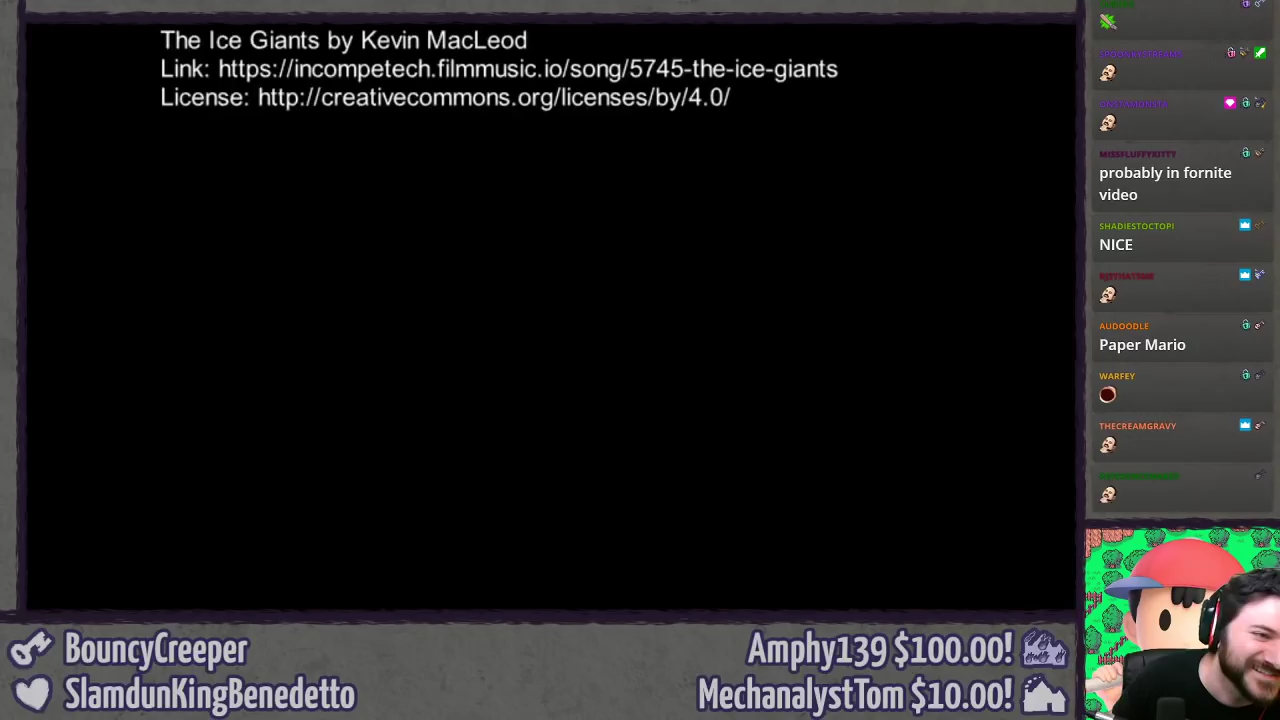 The Ice Giants by Kevin MacLeod
Link: https://incompetech.filmmusic.io/song/5745-the-ice-giants
License: http://creativecommons.org/licenses/by/4.0/
MISSFLUFFYKITTY
probably in fornite
video
SHADIESTOCTOPI
NICE
AUDOODLE
Paper Mario
WARFEY
THECREAMGRAVY
BouncyCreeper
SlamdunKingBenedetto
Amphy139 $100.00!
MechanalystTom $10.00!